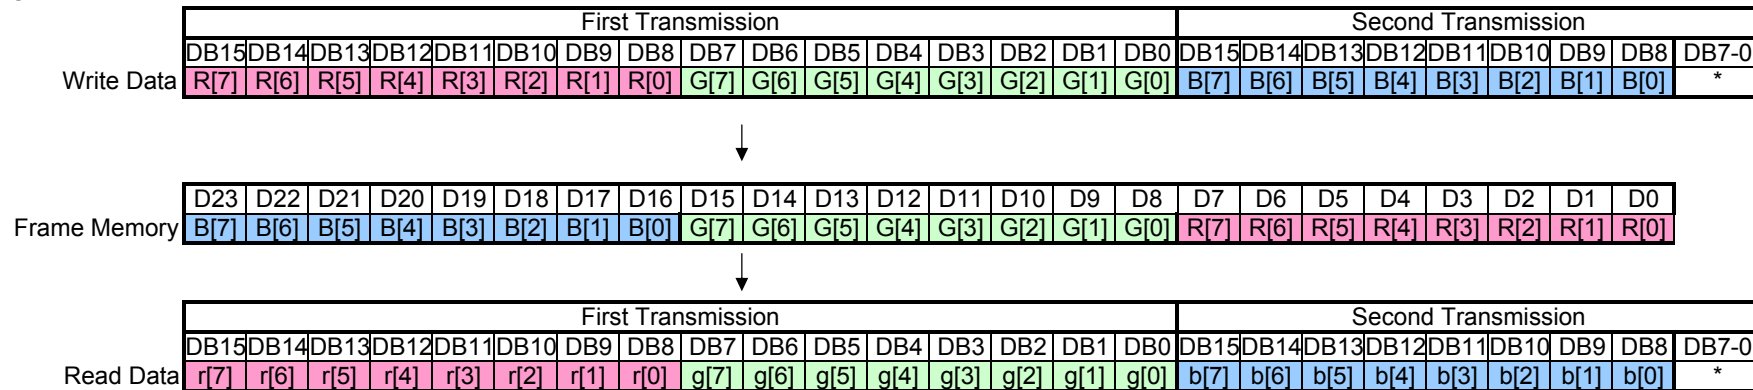 First Transmission Second Transmission
DB15 DB14 DB13 DB12 DB11 DB10 DB9 DB8 DB7 DB6 DB5 DB4 DB3 DB2 DB1 DB0 DB15 DB14 DB13 DB12 DB11 DB10 DB9 DB8 DB7-0
Write Data R[7] R[6] R[5] R[4] R[3] R[2] R[1] R[0] G[7] G[6] G[5] G[4] G[3] G[2] G[1] G[0] B[7] B[6] B[5] B[4] B[3] B[2] B[1] B[0] *
D23 D22 D21 D20 D19 D18 D17 D16 D15 D14 D13 D12 D11 D10 D9 D8 D7 D6 D5 D4 D3 D2 D1 D0
Frame Memory B[7] B[6] B[5] B[4] B[3] B[2] B[1] B[0] G[7] G[6] G[5] G[4] G[3] G[2] G[1] G[0] R[7] R[6] R[5] R[4] R[3] R[2] R[1] R[0]
First Transmission Second Transmission
DB15 DB14 DB13 DB12 DB11 DB10 DB9 DB8 DB7 DB6 DB5 DB4 DB3 DB2 DB1 DB0 DB15 DB14 DB13 DB12 DB11 DB10 DB9 DB8 DB7-0
Read Data r[7] r[6] r[5] r[4] r[3] r[2] r[1] r[0] g[7] g[6] g[5] g[4] g[3] g[2] g[1] g[0] b[7] b[6] b[5] b[4] b[3] b[2] b[1] b[0] *